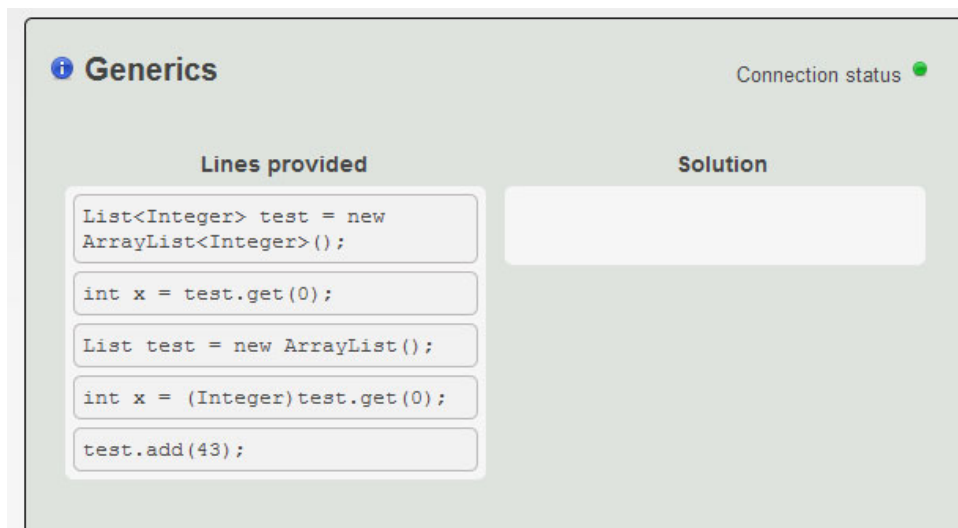 Generics
Connection status
Lines provided
Solution
List<Integer> test = new
ArrayList<Integer>();
int x = test.get(0);
List test = new ArrayList();
int x = (Integer)test.get(0);
test.add(43);